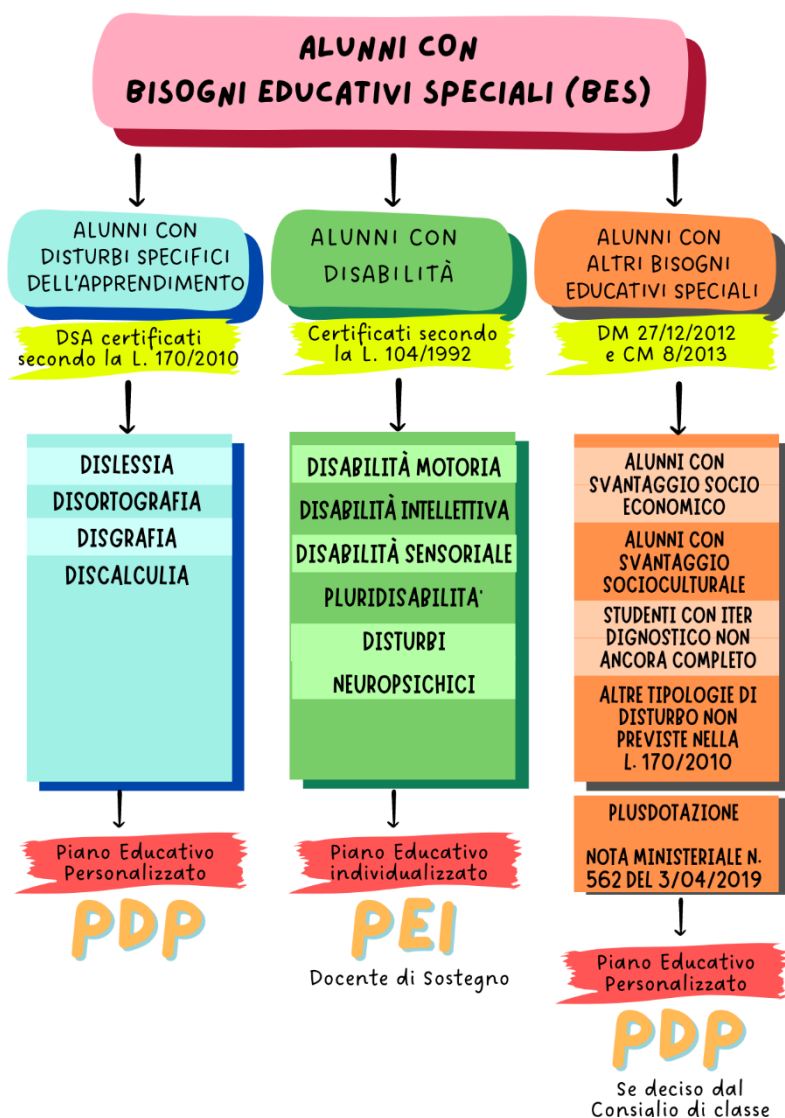 ALUNNI CON
BISOGNI EDUCATIVI SPECIALI (BES)
ALUNNI CON
DISTURBI SPECIFICI
DELL'APPRENDIMENTO
DSA certificati
secondo la L. 170/2010
DISLESSIA
DISORTOGRAFIA
DISGRAFIA
DISCALCULIA
Piano Educativo
Personalizzato
PDP
ALUNNI CON
DISABILITÀ
Certificati secondo
la L. 104/1992
DISABILITÀ MOTORIA
DISABILITÀ INTELLETTIVA
DISABILITÀ SENSORIALE
PLURIDISABILITA'
DISTURBI
NEUROPSICHICI
Piano Educativo
individualizzato
PEI
Docente di Sostegno
ALUNNI CON
ALTRI BISOGNI
EDUCATIVI SPECIALI
DM 27/12/2012
e CM 8/2013
ALUNNI CON
SVANTAGGIO SOCIO
ECONOMICO
ALUNNI CON
SVANTAGGIO
SOCIOCULTURALE
STUDENTI CON ITER
DIGNOSTICO NON
ANCORA COMPLETO
ALTRE TIPOLOGIE DI
DISTURBO NON
PREVISTE NELLA
L. 170/2010
PLUSDOTAZIONE
NOTA MINISTERIALE N.
562 DEL 3/04/2019
Piano Educativo
Personalizzato
PDP
Se deciso dal
Consiglio di classe